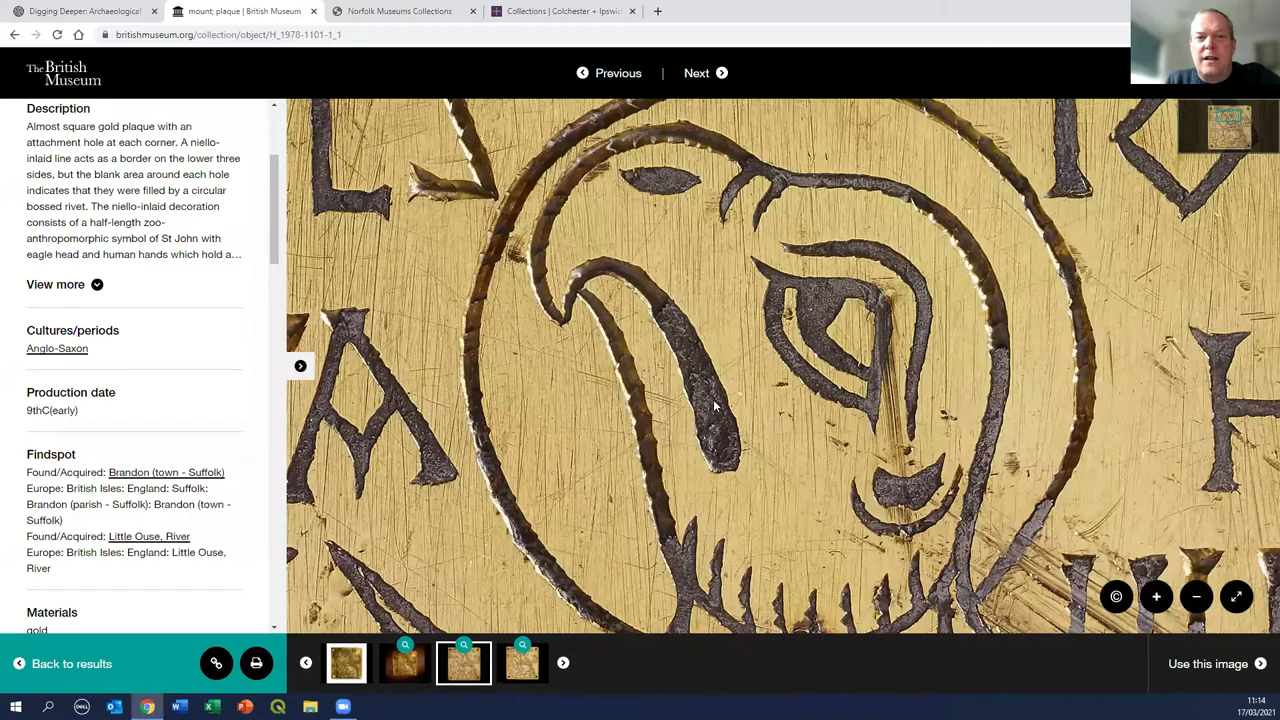 Digging Deeper: Archaeological
mount; plaque | British Museum
Norfolk Museums Collections
Collections | Colchester + Ipswi
britishmuseum.org/collection/object/H_1978-1101-1_1
The British
Museum
Previous | Next
Description
Almost square gold plaque with an
attachment hole at each corner. A niello-
inlaid line acts as a border on the lower three
sides, but the blank area around each hole
indicates that they were filled by a circular
bossed rivet. The niello-inlaid decoration
consists of a half-length zoo-
anthropomorphic symbol of St John with
eagle head and human hands which hold a...
View more
Cultures/periods
Anglo-Saxon
Production date
9thC(early)
Findspot
Found/Acquired: Brandon (town - Suffolk)
Europe: British Isles: England: Suffolk:
Brandon (parish - Suffolk): Brandon (town -
Suffolk)
Found/Acquired: Little Ouse, River
Europe: British Isles: England: Little Ouse,
River
Materials
gold
A
H
Back to results
Use this image
11:14
17/03/2021